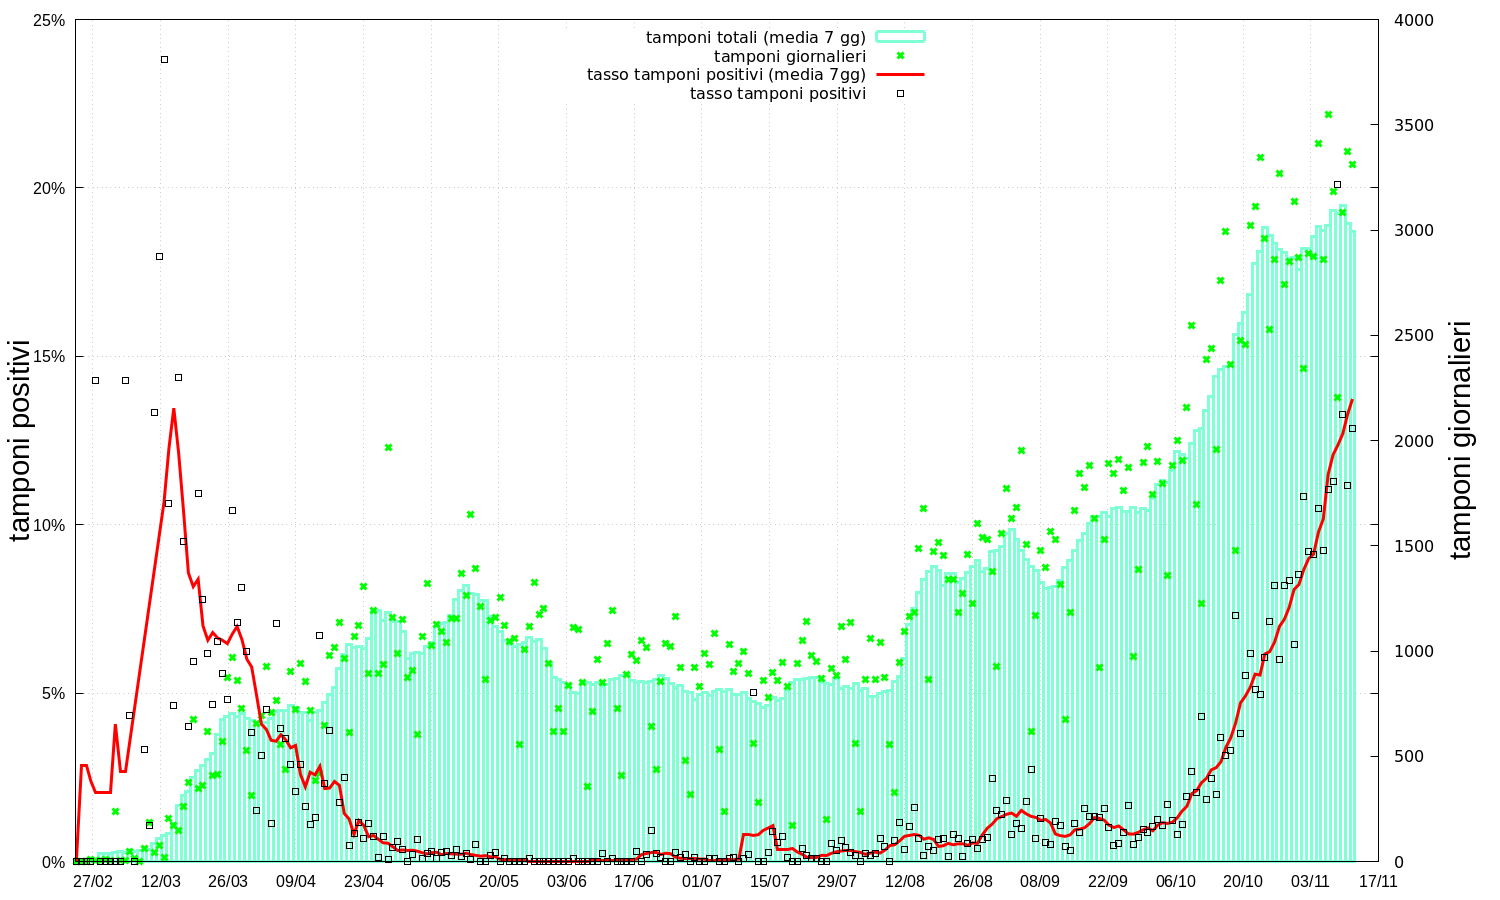 25%
20%
15%
10%
5%
0%
tamponi positivi
tamponi totali (media 7 gg)
tamponi giornalieri
tasso tamponi positivi (media 7gg)
tasso tamponi positivi
4000
3500
3000
2500
2000
1500
1000
500
0
tamponi giornalieri
27/02 12/03 26/03 09/04 23/04 06/05 20/05 03/06 17/06 01/07 15/07 29/07 12/08 26/08 08/09 22/09 06/10 20/10 03/11 17/11